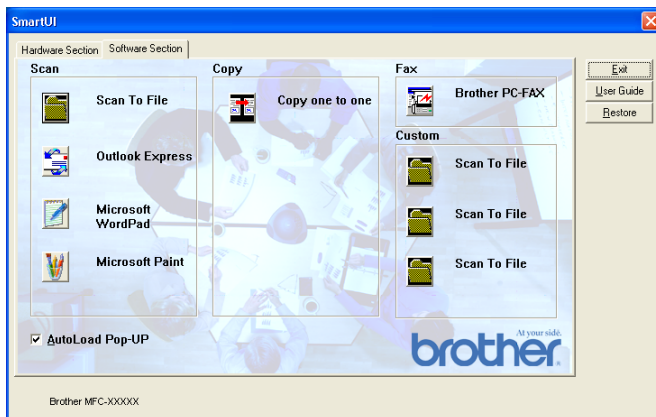 SmartUI
Hardware Section
Software Section
Scan
Scan To File
Outlook Express
Microsoft
WordPad
Microsoft Paint
Copy
Copy one to one
Fax
Brother PC-FAX
Custom
Scan To File
Scan To File
Scan To File
Exit
User Guide
Restore
AutoLoad Pop-UP
At your side.
brother
Brother MFC-XXXXX